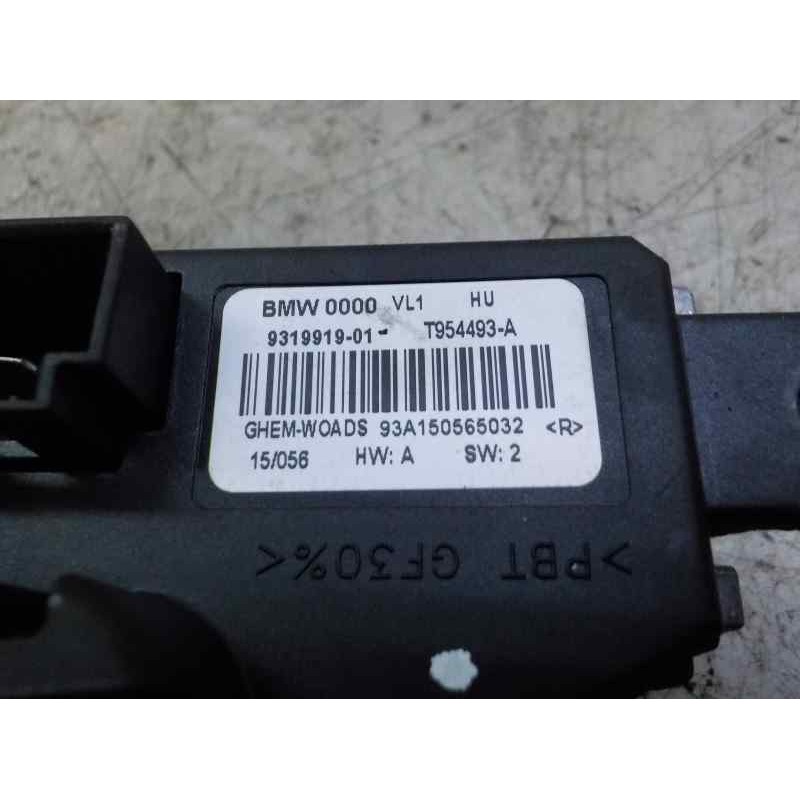 BMW 0000 VL1 HU
9319919-01 T954493-A
GHEM-WOADS 93A150565032 <R>
15/056 HW: A SW: 2
>PBT GF30%<